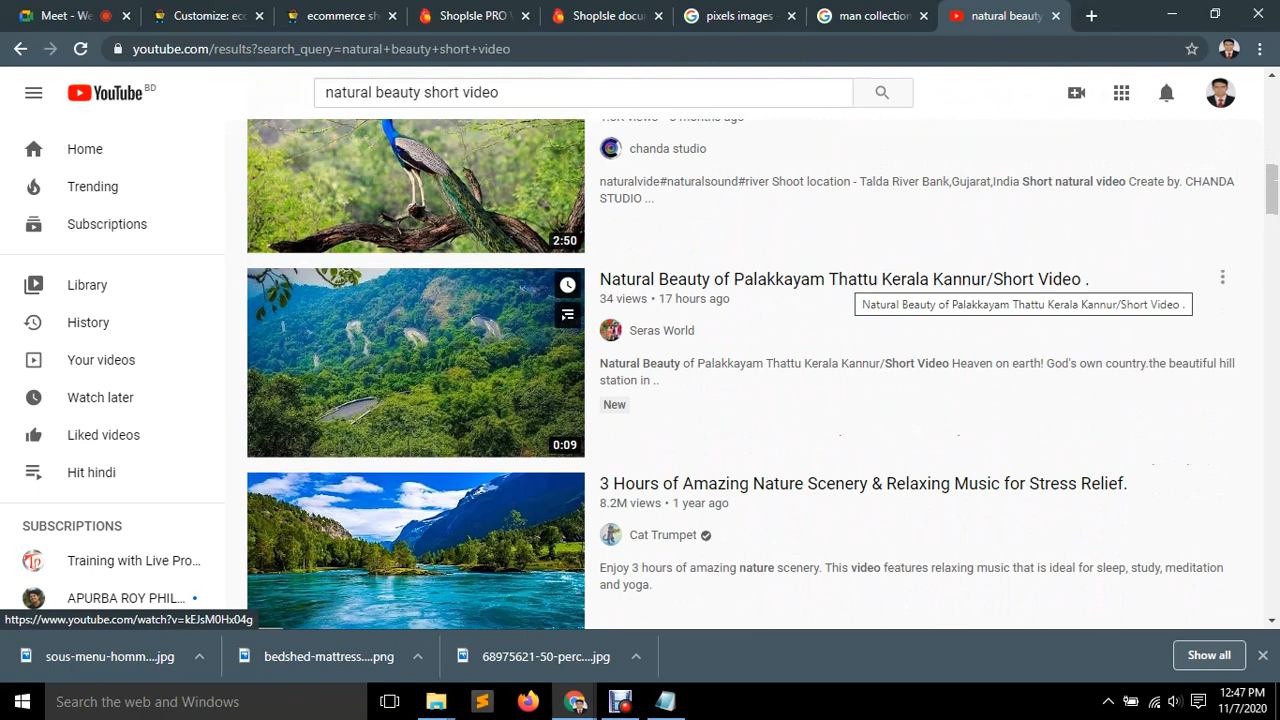 Meet - We
Customize: ecc
ecommerce sh
ShopIsle PRO V
ShopIsle docu
pixels images -
man collection
natural beauty
youtube.com/results?search_query=natural+beauty+short+video
YouTube BD
natural beauty short video
Home
Trending
Subscriptions
Library
History
Your videos
Watch later
Liked videos
Hit hindi
SUBSCRIPTIONS
Training with Live Pro...
APURBA ROY PHIL...
chanda studio
naturalvide#naturalsound#river Shoot location - Talda River Bank,Gujarat,India Short natural video Create by. CHANDA
STUDIO ...
2:50
Natural Beauty of Palakkayam Thattu Kerala Kannur/Short Video .
34 views • 17 hours ago
Natural Beauty of Palakkayam Thattu Kerala Kannur/Short Video .
Seras World
Natural Beauty of Palakkayam Thattu Kerala Kannur/Short Video Heaven on earth! God's own country.the beautiful hill
station in ..
New
0:09
3 Hours of Amazing Nature Scenery & Relaxing Music for Stress Relief.
8.2M views • 1 year ago
Cat Trumpet
Enjoy 3 hours of amazing nature scenery. This video features relaxing music that is ideal for sleep, study, meditation
and yoga.
https://www.youtube.com/watch?v=kEJsM0Hx04g
sous-menu-homm....jpg
bedshed-mattress....png
68975621-50-perc....jpg
Show all
Search the web and Windows
12:47 PM
11/7/2020